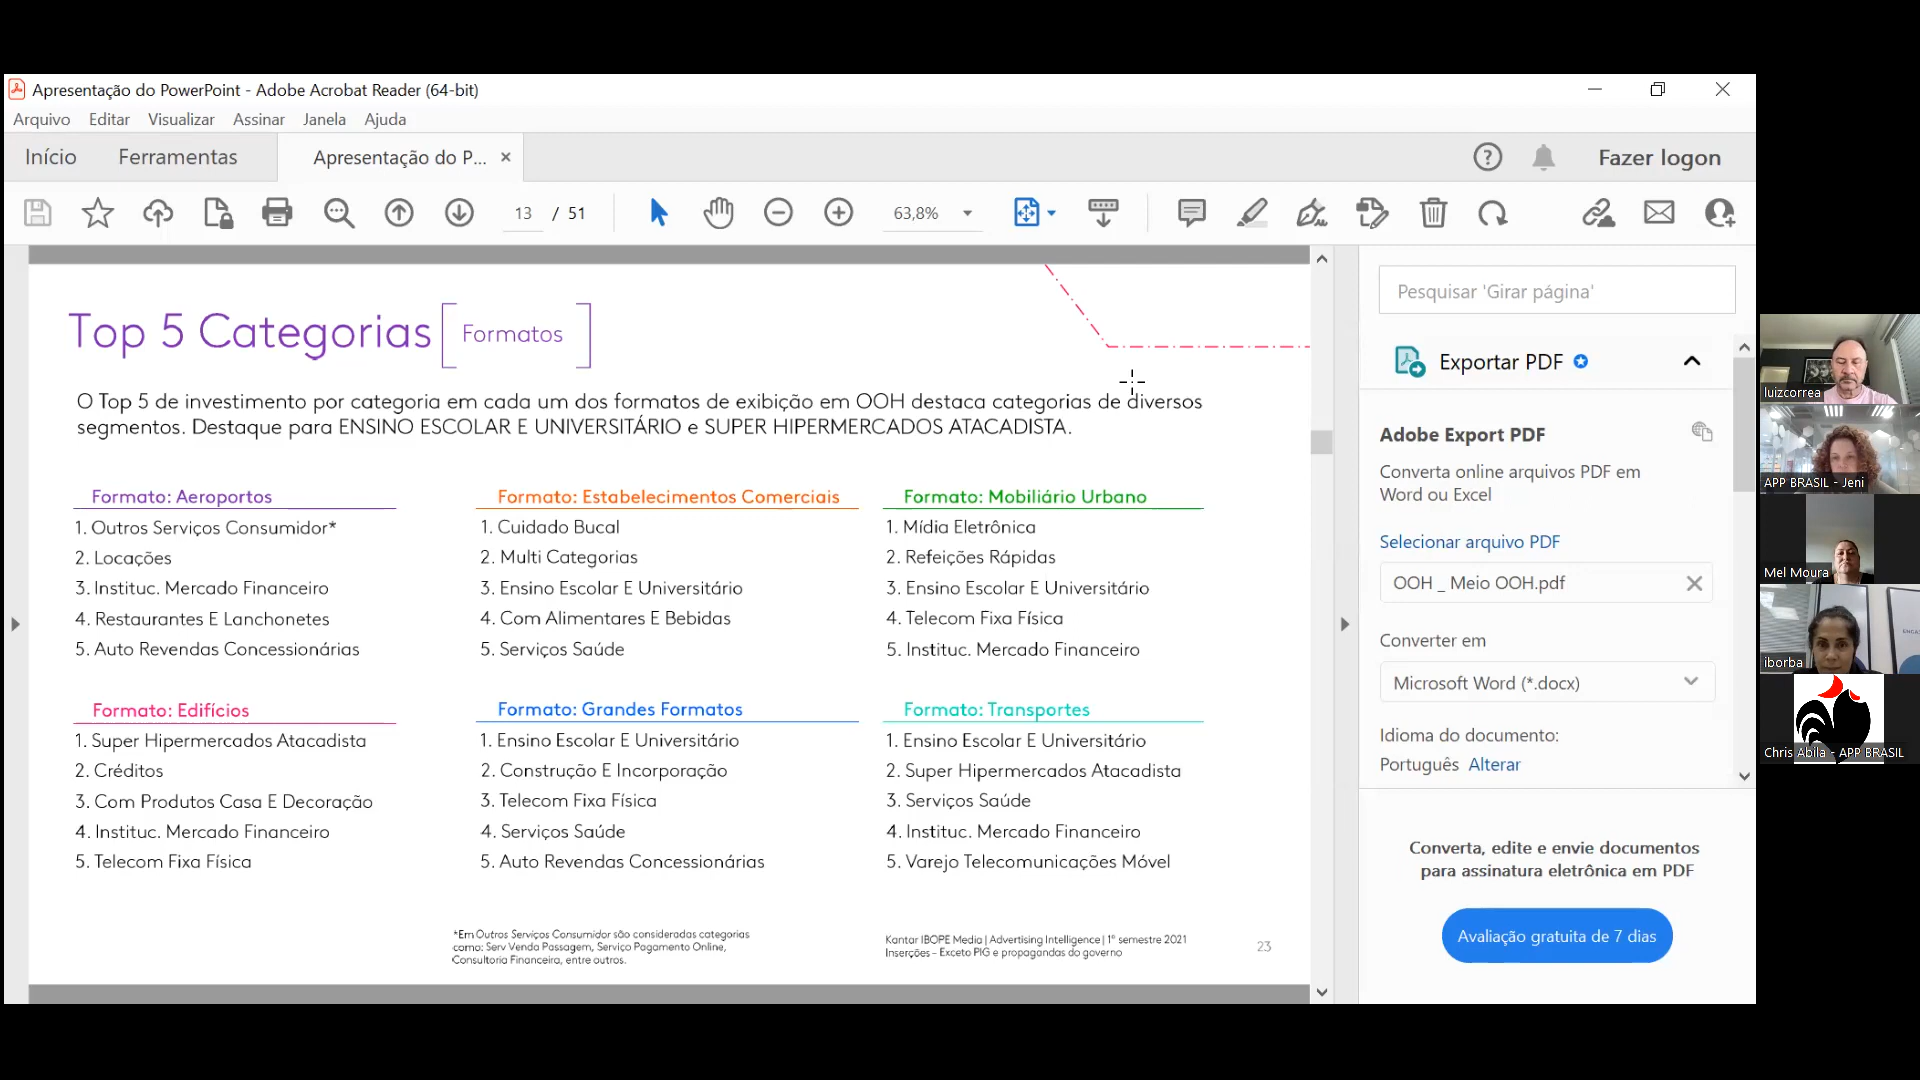 Apresentação do PowerPoint - Adobe Acrobat Reader (64-bit)
Arquivo Editar Visualizar Assinar Janela Ajuda
Início Ferramentas Apresentação do P... Fazer logon
13 / 51 63,8%
Top 5 Categorias [Formatos]
O Top 5 de investimento por categoria em cada um dos formatos de exibição em OOH destaca categorias de diversos
segmentos. Destaque para ENSINO ESCOLAR E UNIVERSITÁRIO e SUPER HIPERMERCADOS ATACADISTA.
Formato: Aeroportos
1. Outros Serviços Consumidor*
2. Locações
3. Instituc. Mercado Financeiro
4. Restaurantes E Lanchonetes
5. Auto Revendas Concessionárias
Formato: Estabelecimentos Comerciais
1. Cuidado Bucal
2. Multi Categorias
3. Ensino Escolar E Universitário
4. Com Alimentares E Bebidas
5. Serviços Saúde
Formato: Mobiliário Urbano
1. Mídia Eletrônica
2. Refeições Rápidas
3. Ensino Escolar E Universitário
4. Telecom Fixa Física
5. Instituc. Mercado Financeiro
Formato: Edifícios
1. Super Hipermercados Atacadista
2. Créditos
3. Com Produtos Casa E Decoração
4. Instituc. Mercado Financeiro
5. Telecom Fixa Física
Formato: Grandes Formatos
1. Ensino Escolar E Universitário
2. Construção E Incorporação
3. Telecom Fixa Física
4. Serviços Saúde
5. Auto Revendas Concessionárias
Formato: Transportes
1. Ensino Escolar E Universitário
2. Super Hipermercados Atacadista
3. Serviços Saúde
4. Instituc. Mercado Financeiro
5. Varejo Telecomunicações Móvel
*Em Outros Serviços Consumidor são consideradas categorias
como: Serv Venda Passagem, Serviço Pagamento Online,
Consultoria Financeira, entre outros.
Kantar IBOPE Media | Advertising Intelligence | 1º semestre 2021
Inserções – Exceto PIG e propagandas do governo
23
Pesquisar 'Girar página'
Exportar PDF
Adobe Export PDF
Converta online arquivos PDF em
Word ou Excel
Selecionar arquivo PDF
OOH _ Meio OOH.pdf
Converter em
Microsoft Word (*.docx)
Idioma do documento:
Português Alterar
Converta, edite e envie documentos
para assinatura eletrônica em PDF
Avaliação gratuita de 7 dias
luizcorrea
APP BRASIL - Jeni
Mel Moura
iborba
Chris Abila - APP BRASIL